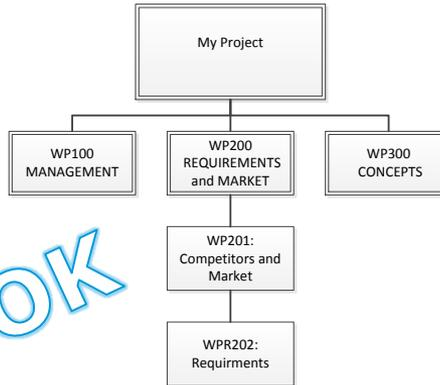 My Project
WP100
MANAGEMENT
WP200
REQUIREMENTS
and MARKET
WP300
CONCEPTS
WP201:
Competitors and
Market
OK
WPR202:
Requirments